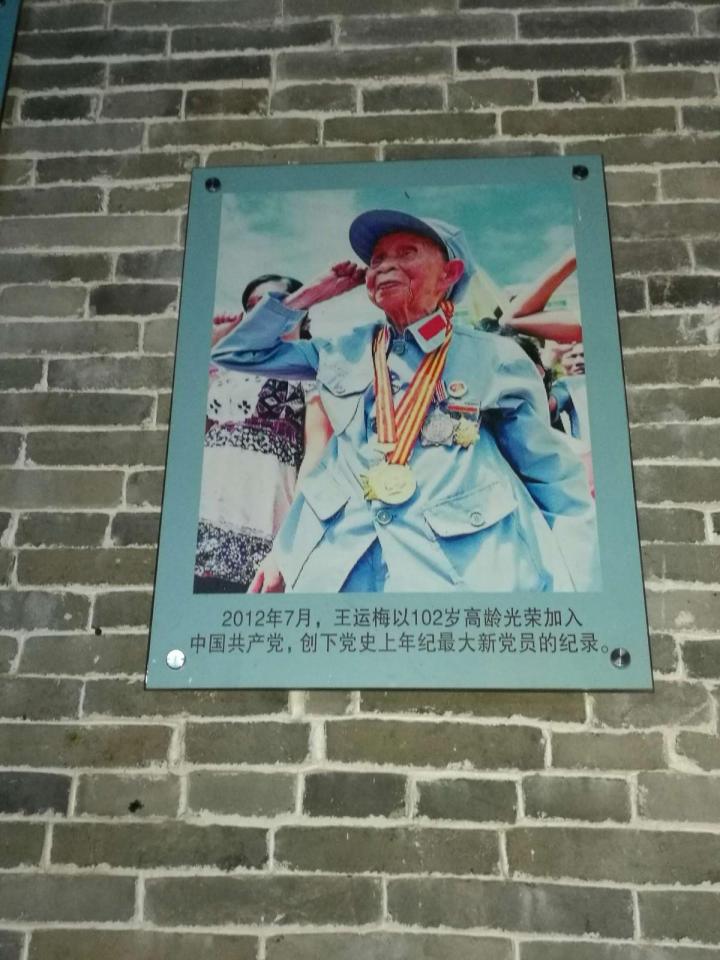 2012年7月，王运梅以102岁高龄光荣加入
中国共产党，创下党史上年纪最大新党员的纪录。